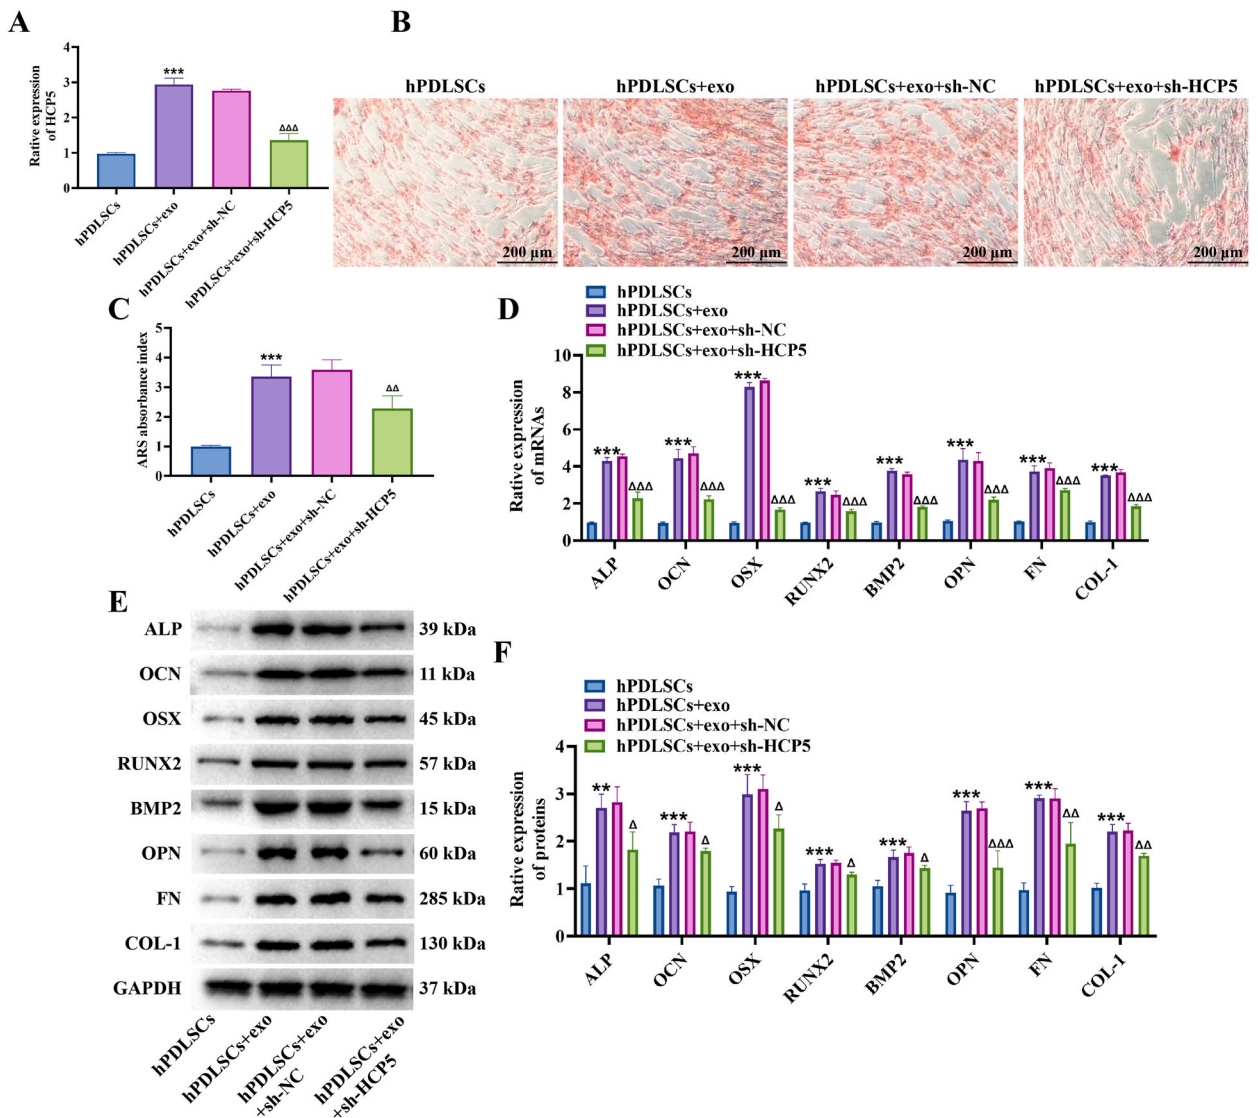 A
Rative expression
of HCP5
4
3
2
1
0
***
ΔΔΔ
hPDLSCs
hPDLSCs+exo
hPDLSCs+exo+sh-NC
hPDLSCs+exo+sh-HCP5
B
hPDLSCs
hPDLSCs+exo
hPDLSCs+exo+sh-NC
hPDLSCs+exo+sh-HCP5
200 μm
200 μm
200 μm
200 μm
C
ARS absorbance index
5
4
3
2
1
0
***
ΔΔ
hPDLSCs
hPDLSCs+exo
hPDLSCs+exo+sh-NC
hPDLSCs+exo+sh-HCP5
D
hPDLSCs
hPDLSCs+exo
hPDLSCs+exo+sh-NC
hPDLSCs+exo+sh-HCP5
Rative expression
of mRNAs
10
8
6
4
2
0
***
ΔΔΔ
***
ΔΔΔ
***
ΔΔΔ
***
ΔΔΔ
***
ΔΔΔ
***
ΔΔΔ
***
ΔΔΔ
***
ΔΔΔ
ALP
OCN
OSX
RUNX2
BMP2
OPN
FN
COL-1
E
ALP 39 kDa
OCN 11 kDa
OSX 45 kDa
RUNX2 57 kDa
BMP2 15 kDa
OPN 60 kDa
FN 285 kDa
COL-1 130 kDa
GAPDH 37 kDa
hPDLSCs
hPDLSCs+exo
hPDLSCs+exo
+sh-NC
hPDLSCs+exo
+sh-HCP5
F
hPDLSCs
hPDLSCs+exo
hPDLSCs+exo+sh-NC
hPDLSCs+exo+sh-HCP5
Rative expression
of proteins
4
3
2
1
0
**
Δ
***
Δ
***
Δ
***
Δ
***
Δ
***
ΔΔΔ
***
ΔΔ
***
ΔΔ
ALP
OCN
OSX
RUNX2
BMP2
OPN
FN
COL-1